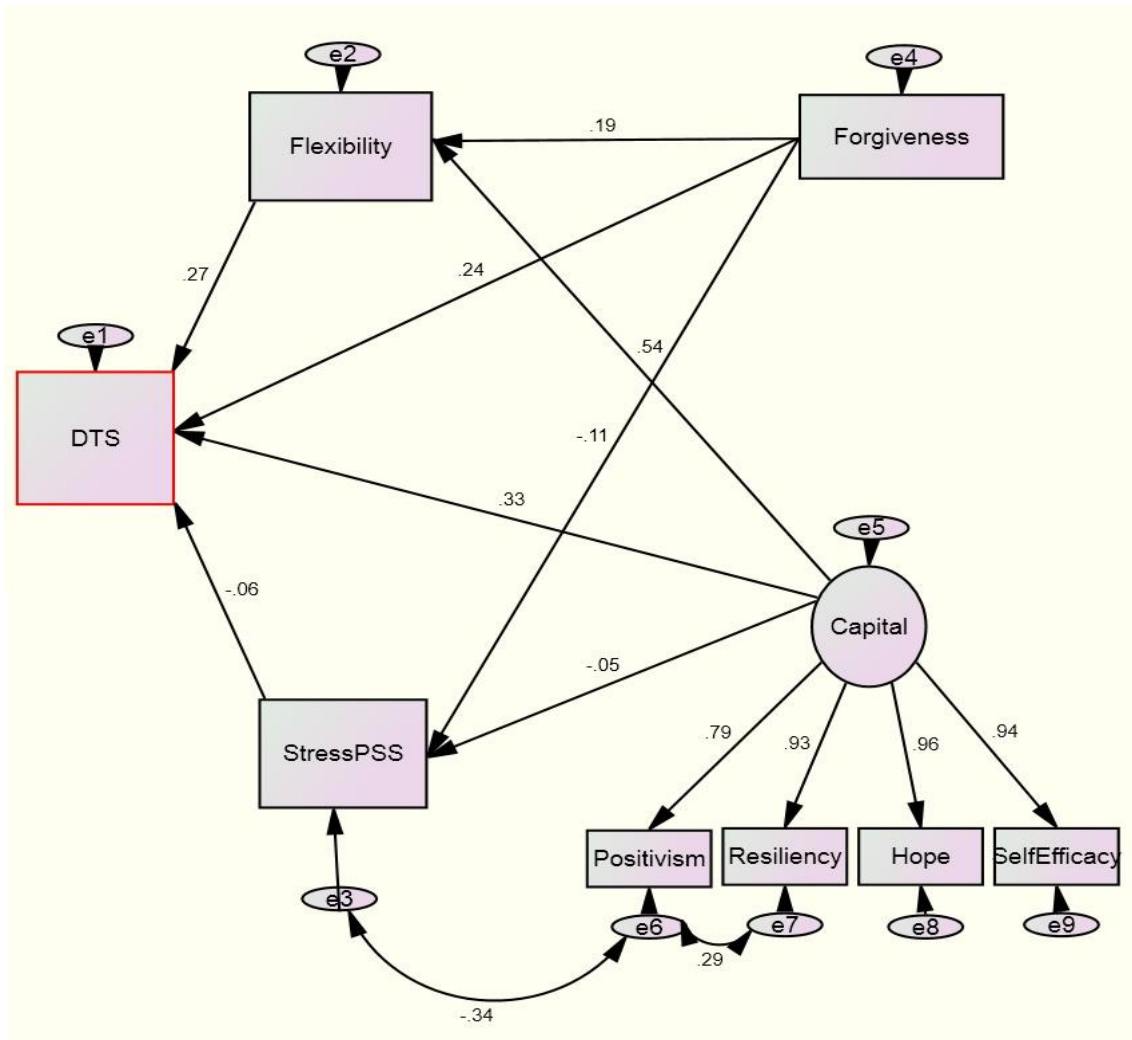 e2
e4
Flexibility
.19
Forgiveness
.27
.24
e1
.54
DTS
-.11
.33
e5
-.06
Capital
-.05
StressPSS
.79
.93
.96
.94
Positivism
Resiliency
Hope
SelfEfficacy
e3
e6
e7
e8
e9
.29
-.34